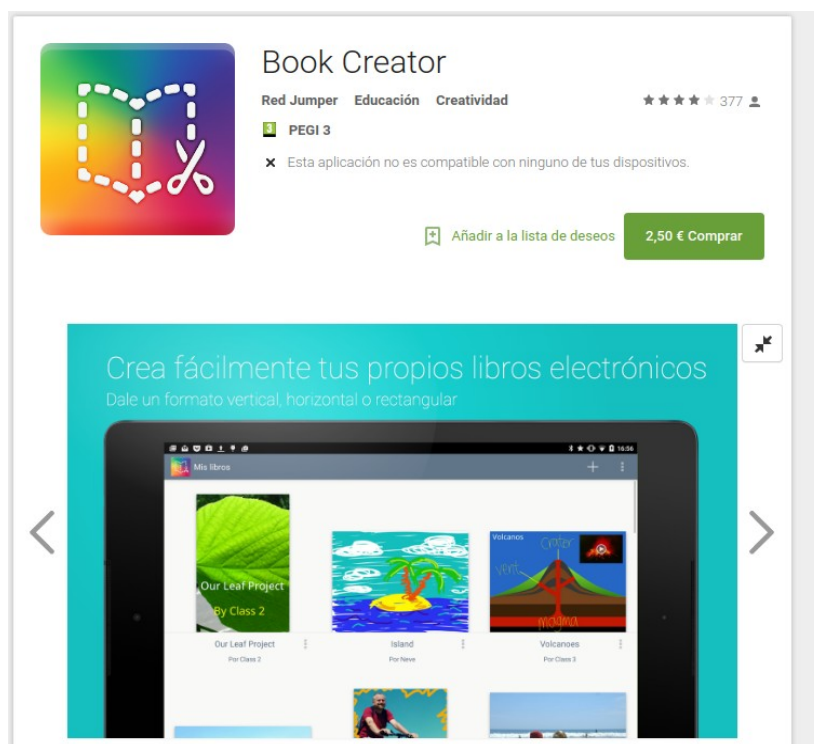 Book Creator
Red Jumper Educación Creatividad 377
3 PEGI 3
Esta aplicación no es compatible con ninguno de tus dispositivos.
Añadir a la lista de deseos 2,50 € Comprar
Crea fácilmente tus propios libros electrónicos
Dale un formato vertical, horizontal o rectangular
16:56
Mis libros
Our Leaf Project
By Class 2
Volcanos
Crater
vent
magma
Our Leaf Project Island Volcanoes
Por Class 2 Por Neve Por Class 3